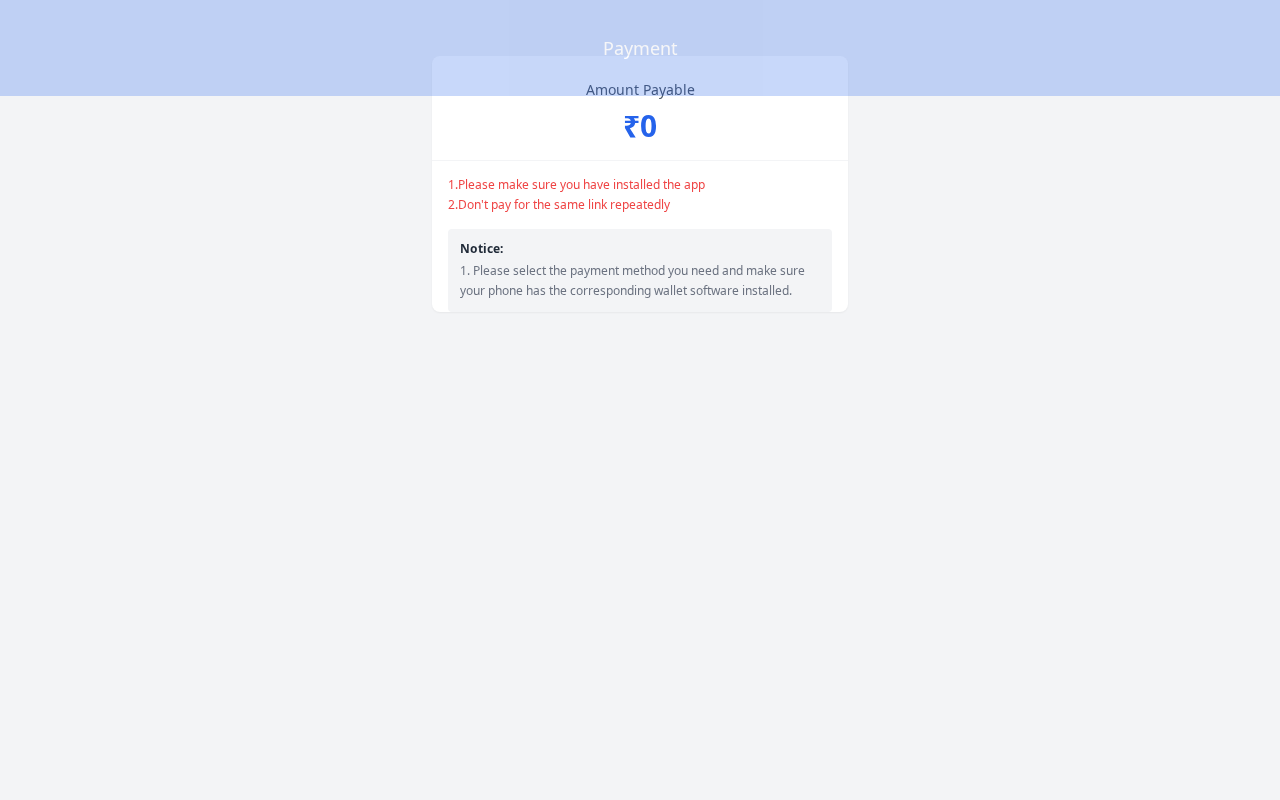 Payment
Amount Payable
₹0
1.Please make sure you have installed the app
2.Don't pay for the same link repeatedly
Notice:
1. Please select the payment method you need and make sure
your phone has the corresponding wallet software installed.